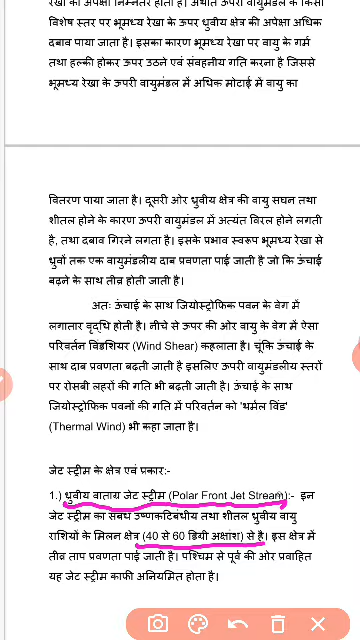 रेखा की अपेक्षा निम्नतर होता है। अर्थात ऊपरी वायुमंडल के किसी
विशेष स्तर पर भूमध्य रेखा के ऊपर ध्रुवीय क्षेत्र की अपेक्षा अधिक
दबाव पाया जाता है। इसका कारण भूमध्य रेखा पर वायु के गर्म
तथा हल्की होकर ऊपर उठने एवं संवहनीय गति करना है जिससे
भूमध्य रेखा के ऊपरी वायुमंडल में अधिक मोटाई में वायु का
वितरण पाया जाता है। दूसरी ओर ध्रुवीय क्षेत्र की वायु सघन तथा
शीतल होने के कारण ऊपरी वायुमंडल में अत्यंत विरल होने लगती
है, तथा दबाव गिरने लगता है। इसके प्रभाव स्वरूप भूमध्य रेखा से
ध्रुवों तक एक वायुमंडलीय दाब प्रवणता पाई जाती है जो कि ऊंचाई
बढ़ने के साथ तीव्र होती जाती है।
अतः ऊंचाई के साथ जियोस्ट्रोफिक पवन के वेग में
लगातार वृद्धि होती है। नीचे से ऊपर की ओर वायु के वेग में ऐसा
परिवर्तन विंडशियर (Wind Shear) कहलाता है। चूंकि ऊंचाई के
साथ दाब प्रवणता बढती जाती है इसलिए ऊपरी वायुमंडलीय स्तरों
पर रोसबी लहरों की गति भी बढती जाती है। ऊंचाई के साथ
जियोस्ट्रोफिक पवनों की गति में परिवर्तन को 'थर्मल विंड'
(Thermal Wind) भी कहा जाता है।
जेट स्ट्रीम के क्षेत्र एवं प्रकार:-
1.) ध्रुवीय वाताग्र जेट स्ट्रीम (Polar Front Jet Stream):- इन
जेट स्ट्रीम का संबंध उष्णकटिबंधीय तथा शीतल ध्रुवीय वायु
राशियों के मिलन क्षेत्र (40 से 60 डिग्री अक्षांश) से है। इस क्षेत्र में
तीव्र ताप प्रवणता पाई जाती है। पश्चिम से पूर्व की ओर प्रवाहित
यह जेट स्ट्रीम काफी अनियमित होता है।